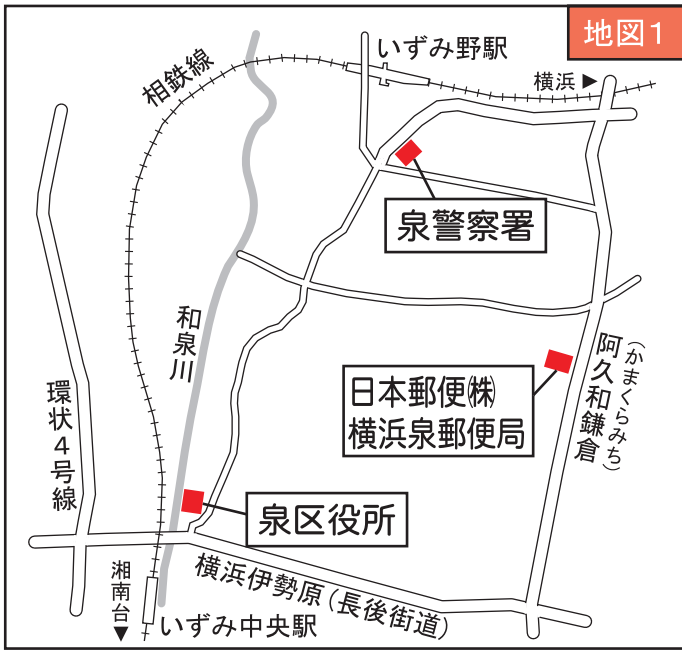 地図1
いずみ野駅
相鉄線
横浜▶
泉警察署
和泉川
阿久和鎌倉
(かまくらみち)
環状4号線
日本郵便㈱
横浜泉郵便局
泉区役所
横浜伊勢原(長後街道)
湘南台▼
いずみ中央駅